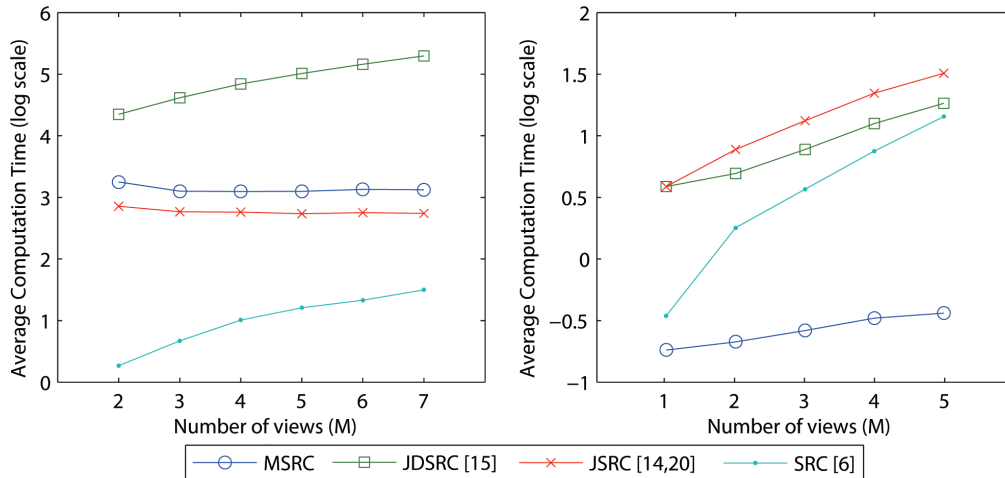 Average Computation Time (log scale)
6
5
4
3
2
1
0
2 3 4 5 6 7
Number of views (M)
Average Computation Time (log scale)
2
1.5
1
0.5
0
−0.5
−1
1 2 3 4 5
Number of views (M)
MSRC JDSRC [15] JSRC [14,20] SRC [6]